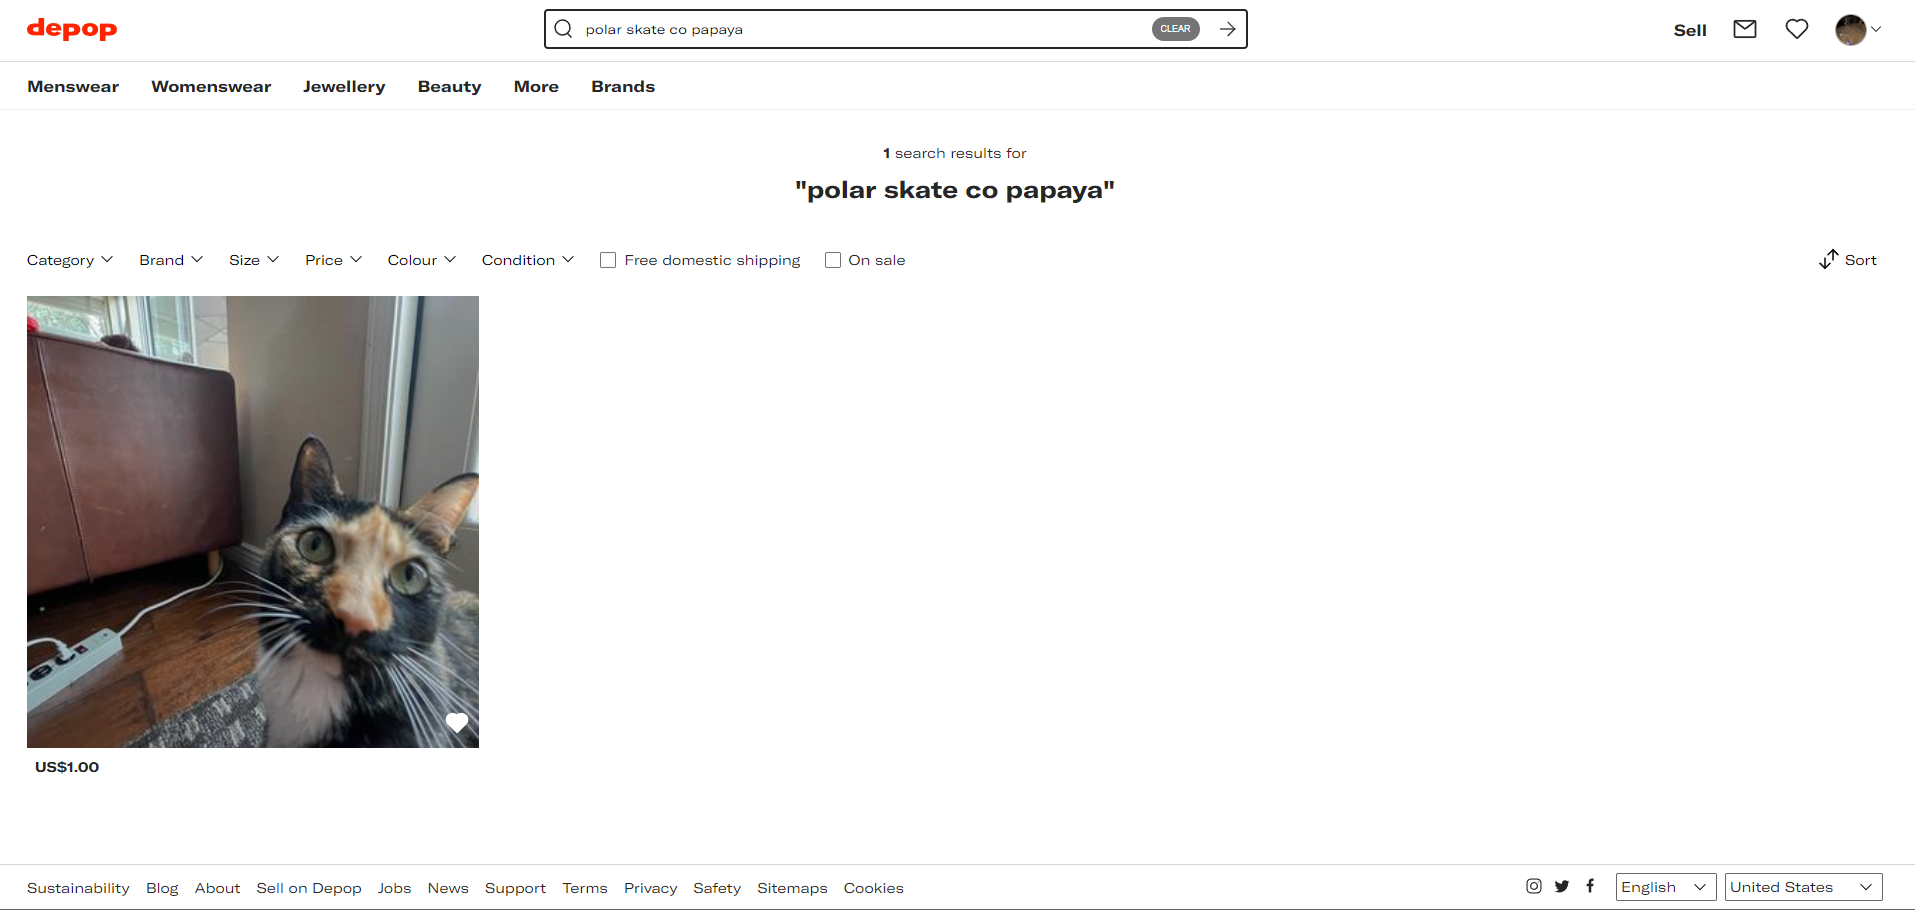 depop
polar skate co papaya
CLEAR
Sell
Menswear
Womenswear
Jewellery
Beauty
More
Brands
1 search results for
"polar skate co papaya"
Category
Brand
Size
Price
Colour
Condition
Free domestic shipping
On sale
Sort
US$1.00
Sustainability
Blog
About
Sell on Depop
Jobs
News
Support
Terms
Privacy
Safety
Sitemaps
Cookies
English
United States